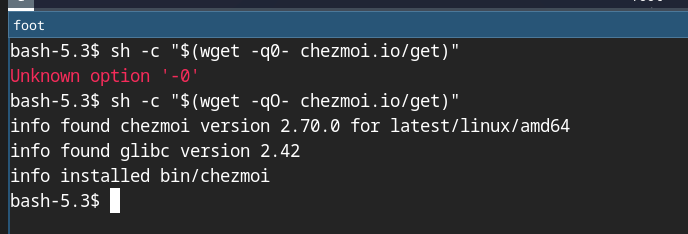 foot
bash-5.3$ sh -c "$(wget -q0- chezmoi.io/get)"
Unknown option '-0'
bash-5.3$ sh -c "$(wget -qO- chezmoi.io/get)"
info found chezmoi version 2.70.0 for latest/linux/amd64
info found glibc version 2.42
info installed bin/chezmoi
bash-5.3$